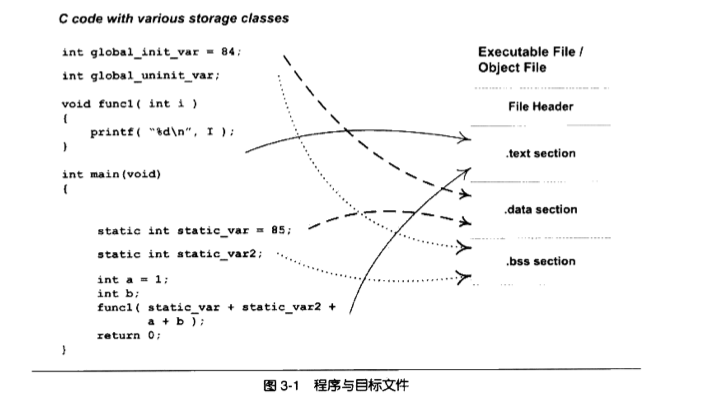 C code with various storage classes
int global_init_var = 84;
int global_uninit_var;
void func1( int i )
{
printf( "%d\n", I );
}
int main(void)
{
static int static_var = 85;
static int static_var2;
int a = 1;
int b;
func1( static_var + static_var2 +
a + b );
return 0;
}
Executable File /
Object File
File Header
.text section
.data section
.bss section
图 3-1 程序与目标文件